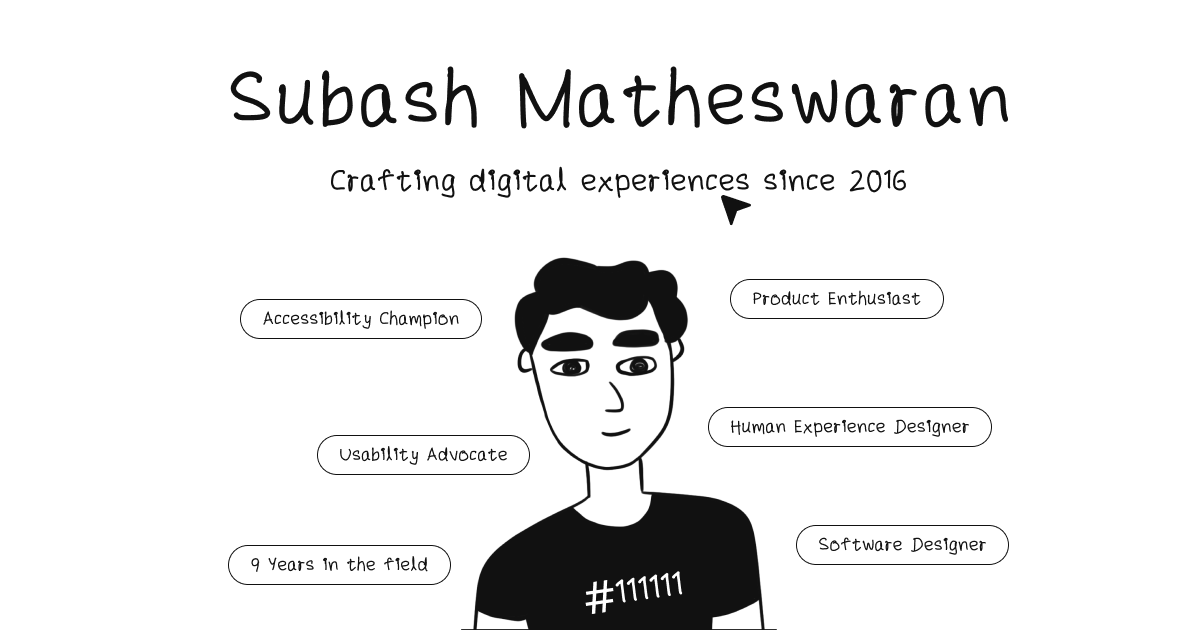 Subash Matheswaran
Crafting digital experiences since 2016
Product Enthusiast
Accessibility Champion
Human Experience Designer
Usability Advocate
Software Designer
9 Years in the field
#111111